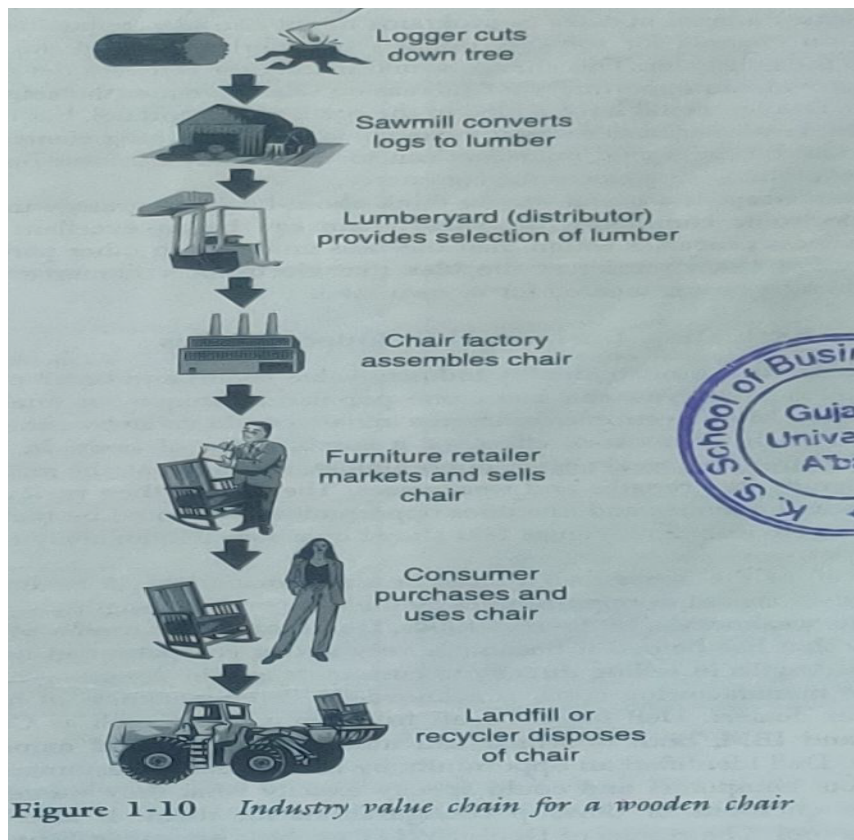 Logger cuts
down tree
Sawmill converts
logs to lumber
Lumberyard (distributor)
provides selection of lumber
Chair factory
assembles chair
Furniture retailer
markets and sells
chair
Consumer
purchases and
uses chair
Landfill or
recycler disposes
of chair
Figure 1-10 Industry value chain for a wooden chair
K. S. School of Busi
Guja
Unive